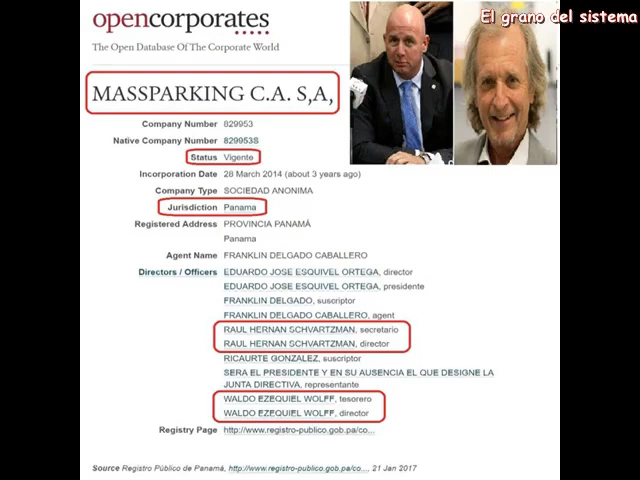 El grano del sistema
opencorporates
The Open Database Of The Corporate World
MASSPARKING C.A. S,A,
Company Number 829953
Native Company Number 829953S
Status Vigente
Incorporation Date 28 March 2014 (about 3 years ago)
Company Type SOCIEDAD ANONIMA
Jurisdiction Panama
Registered Address PROVINCIA PANAMÁ
Panama
Agent Name FRANKLIN DELGADO CABALLERO
Directors / Officers EDUARDO JOSE ESQUIVEL ORTEGA, director
EDUARDO JOSE ESQUIVEL ORTEGA, presidente
FRANKLIN DELGADO, suscriptor
FRANKLIN DELGADO CABALLERO, agent
RAUL HERNAN SCHVARTZMAN, secretario
RAUL HERNAN SCHVARTZMAN, director
RICAURTE GONZALEZ, suscriptor
SERA EL PRESIDENTE Y EN SU AUSENCIA EL QUE DESIGNE LA
JUNTA DIRECTIVA, representante
WALDO EZEQUIEL WOLFF, tesorero
WALDO EZEQUIEL WOLFF, director
Registry Page http://www.registro-publico.gob.pa/co...
Source Registro Público de Panamá, http://www.registro-publico.gob.pa/co..., 21 Jan 2017